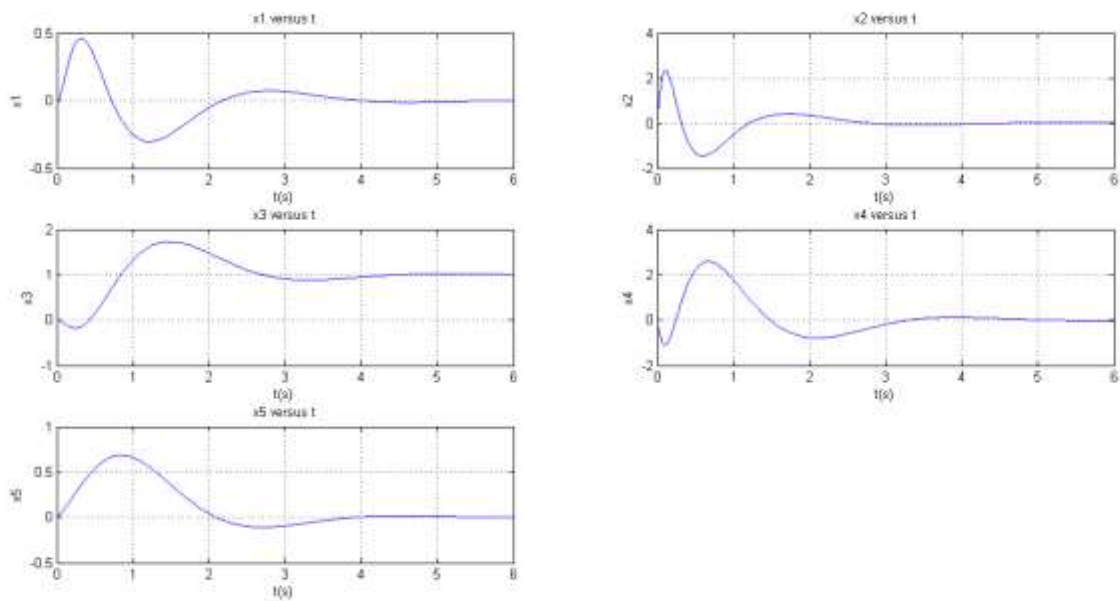 x1 versus t
0.5
0
-0.5
x1
0 1 2 3 4 5 6
t(s)
x2 versus t
4
2
0
-2
x2
0 1 2 3 4 5 6
t(s)
x3 versus t
2
1
0
-1
x3
0 1 2 3 4 5 6
t(s)
x4 versus t
4
2
0
-2
x4
0 1 2 3 4 5 6
t(s)
x5 versus t
1
0.5
0
-0.5
x5
0 1 2 3 4 5 6
t(s)